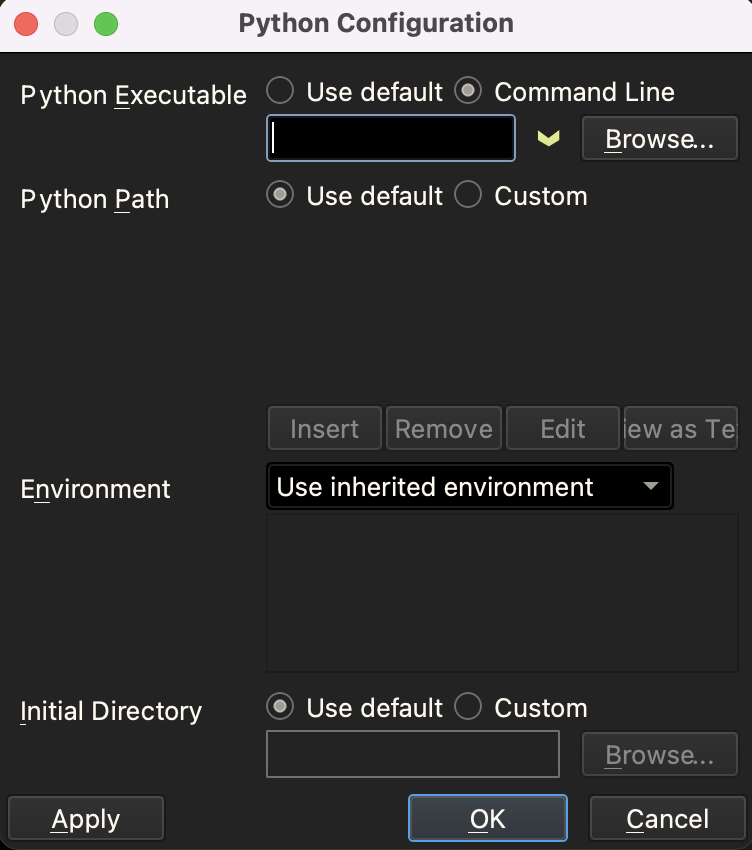 Python Configuration
Python Executable Use default Command Line
Browse...
Python Path Use default Custom
Insert Remove Edit iew as Te
Environment Use inherited environment
Initial Directory Use default Custom
Browse...
Apply OK Cancel